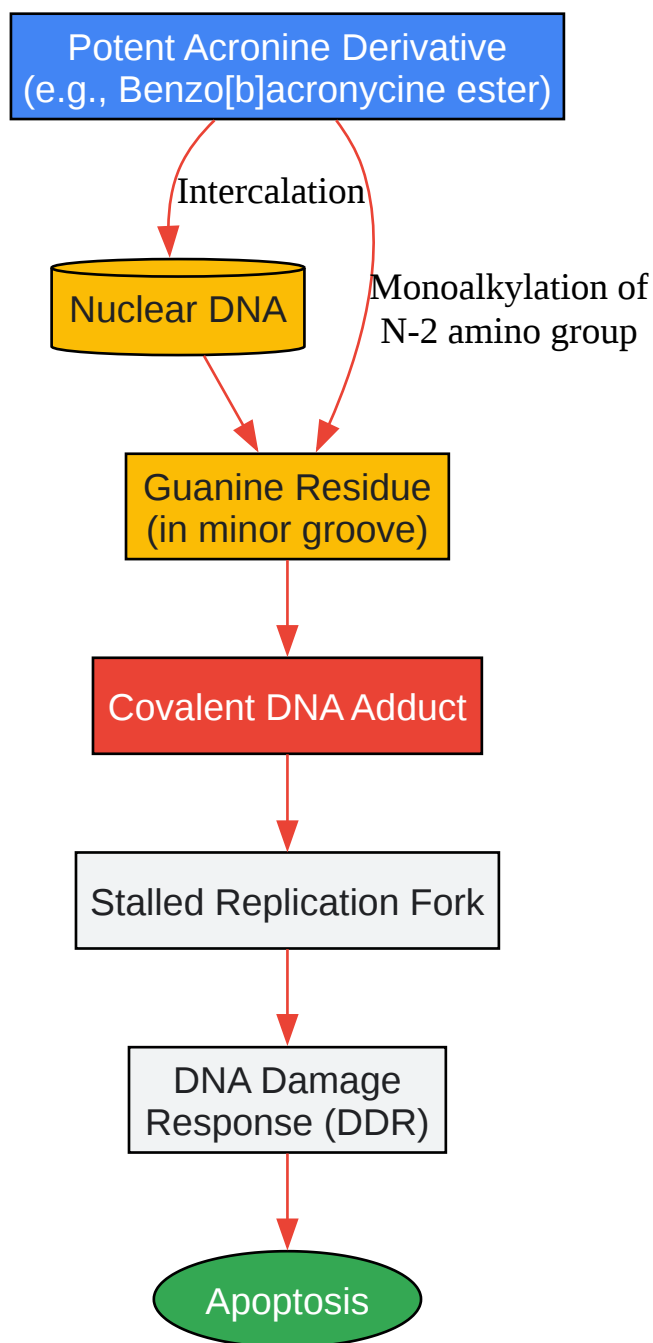 Potent Acronine Derivative
(e.g., Benzo[b]acronycine ester)
Intercalation
Nuclear DNA
Monoalkylation of
N-2 amino group
Guanine Residue
(in minor groove)
Covalent DNA Adduct
Stalled Replication Fork
DNA Damage
Response (DDR)
Apoptosis